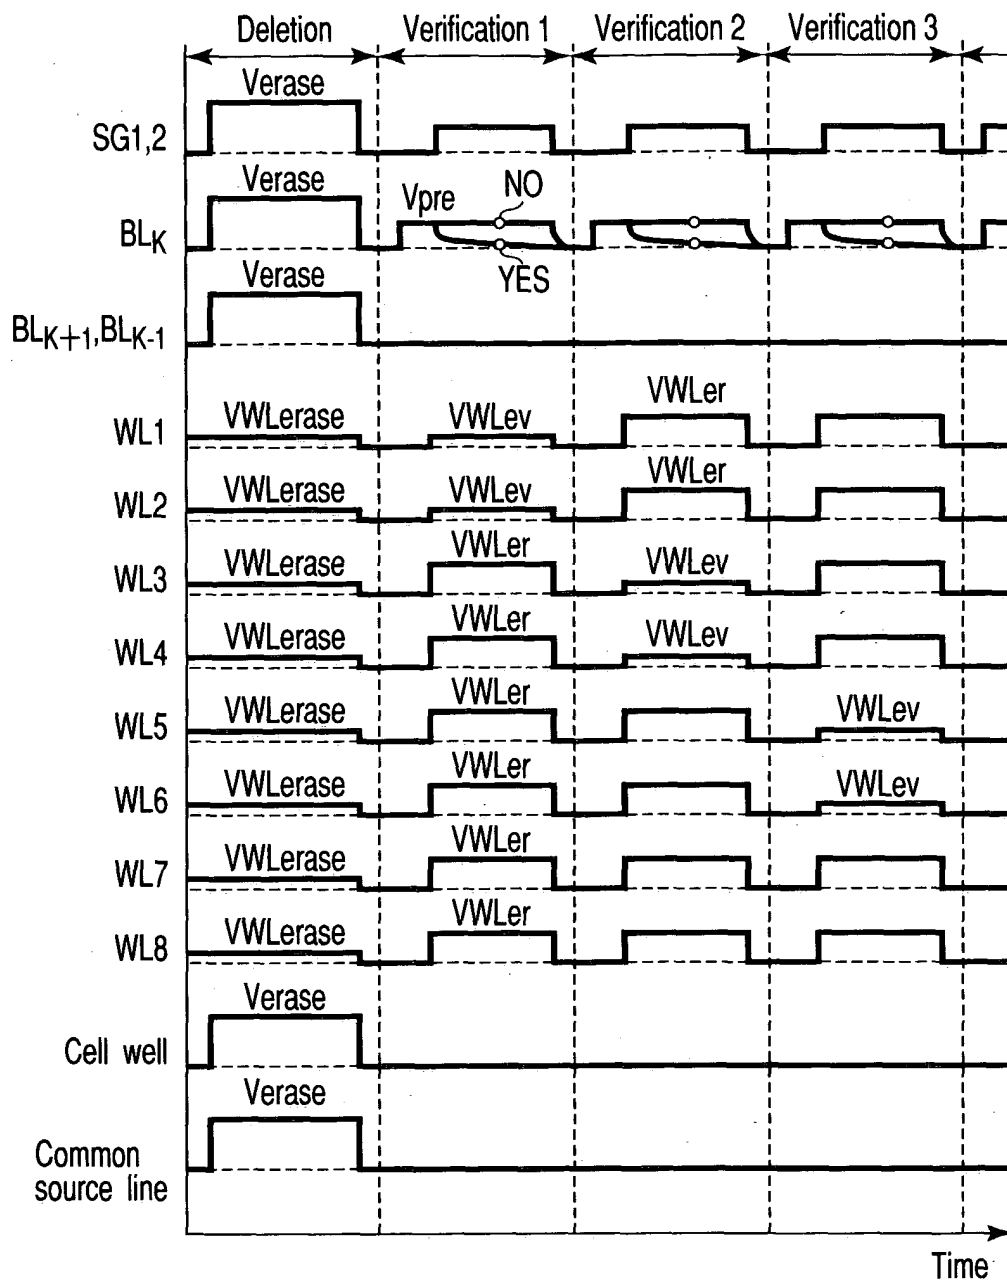 Deletion Verification 1 Verification 2 Verification 3
Verase
SG1,2
Verase
Vpre NO
BLK
YES
Verase
BLK+1,BLK-1
VWLer
VWLerase VWLev
WL1
VWLer
VWLerase VWLev
WL2
VWLer
VWLerase VWLev
WL3
VWLer
VWLerase VWLev
WL4
VWLer
VWLerase VWLev
WL5
VWLer
VWLerase VWLev
WL6
VWLer
VWLerase
WL7
VWLer
VWLerase
WL8
Verase
Cell well
Verase
Common
source line
Time